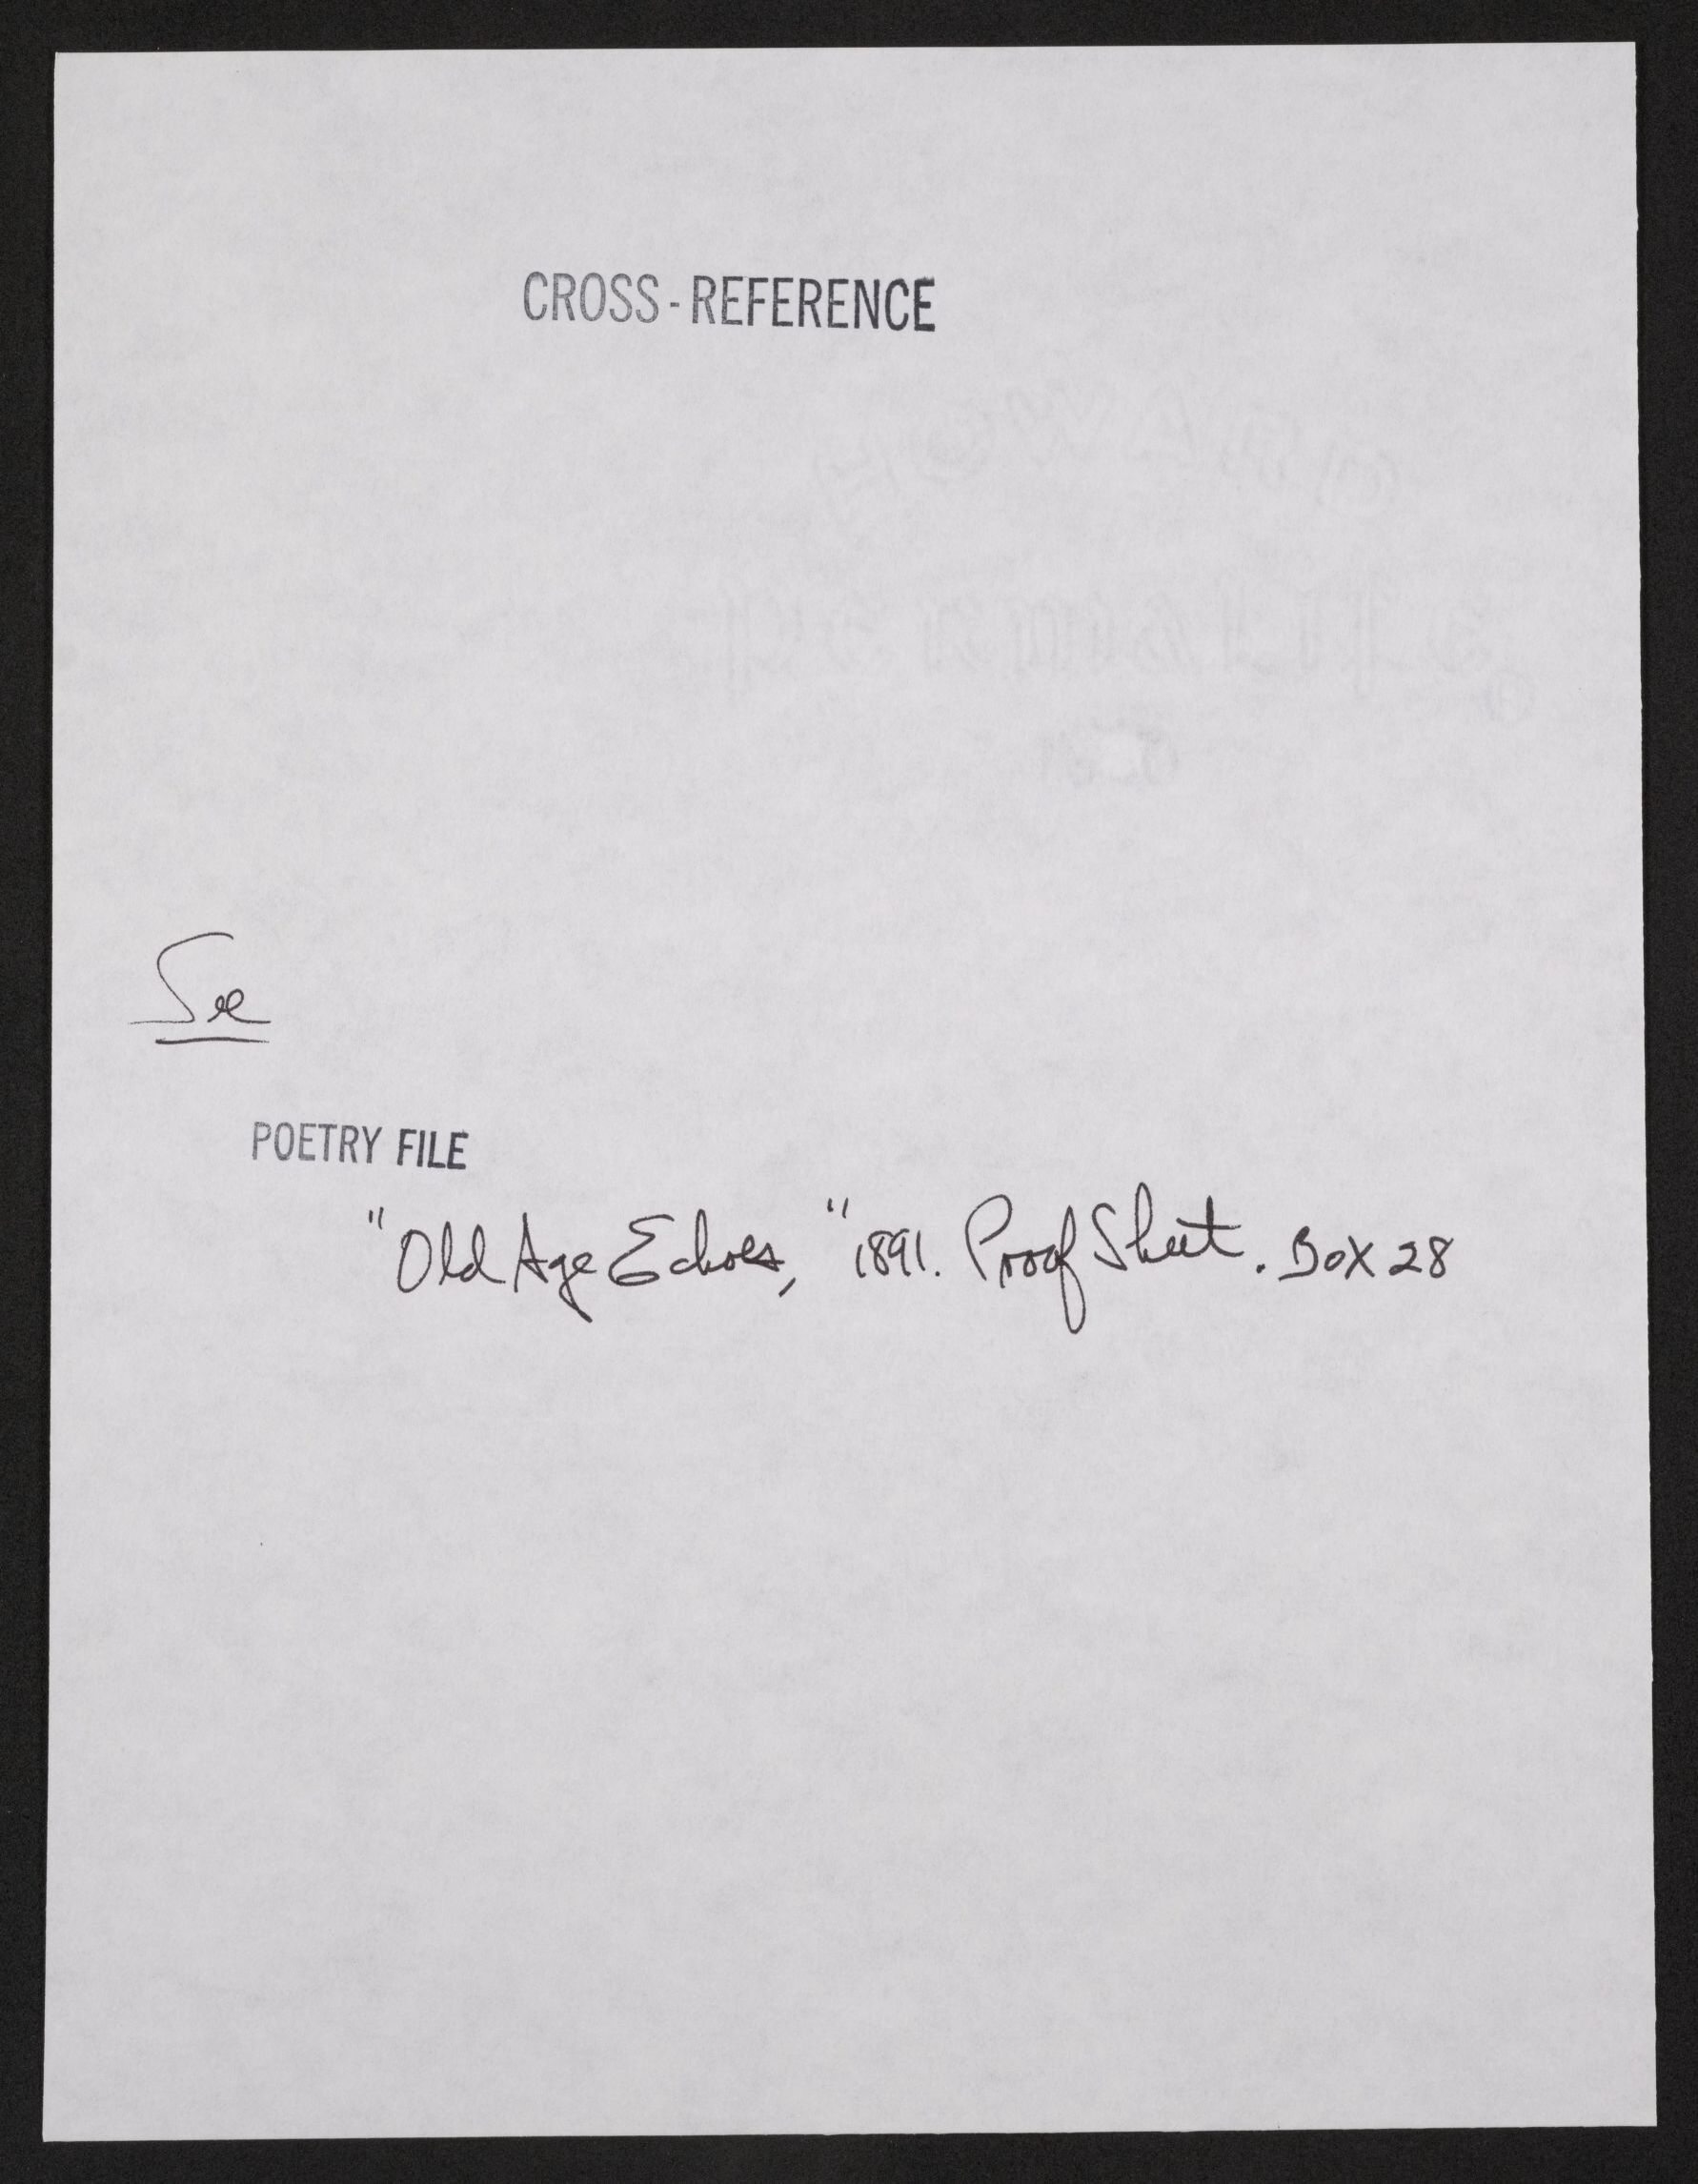 CROSS-REFERENCE
See
POETRY FILE
"Old Age Echoes," 1891. Proof Sheet. Box 28